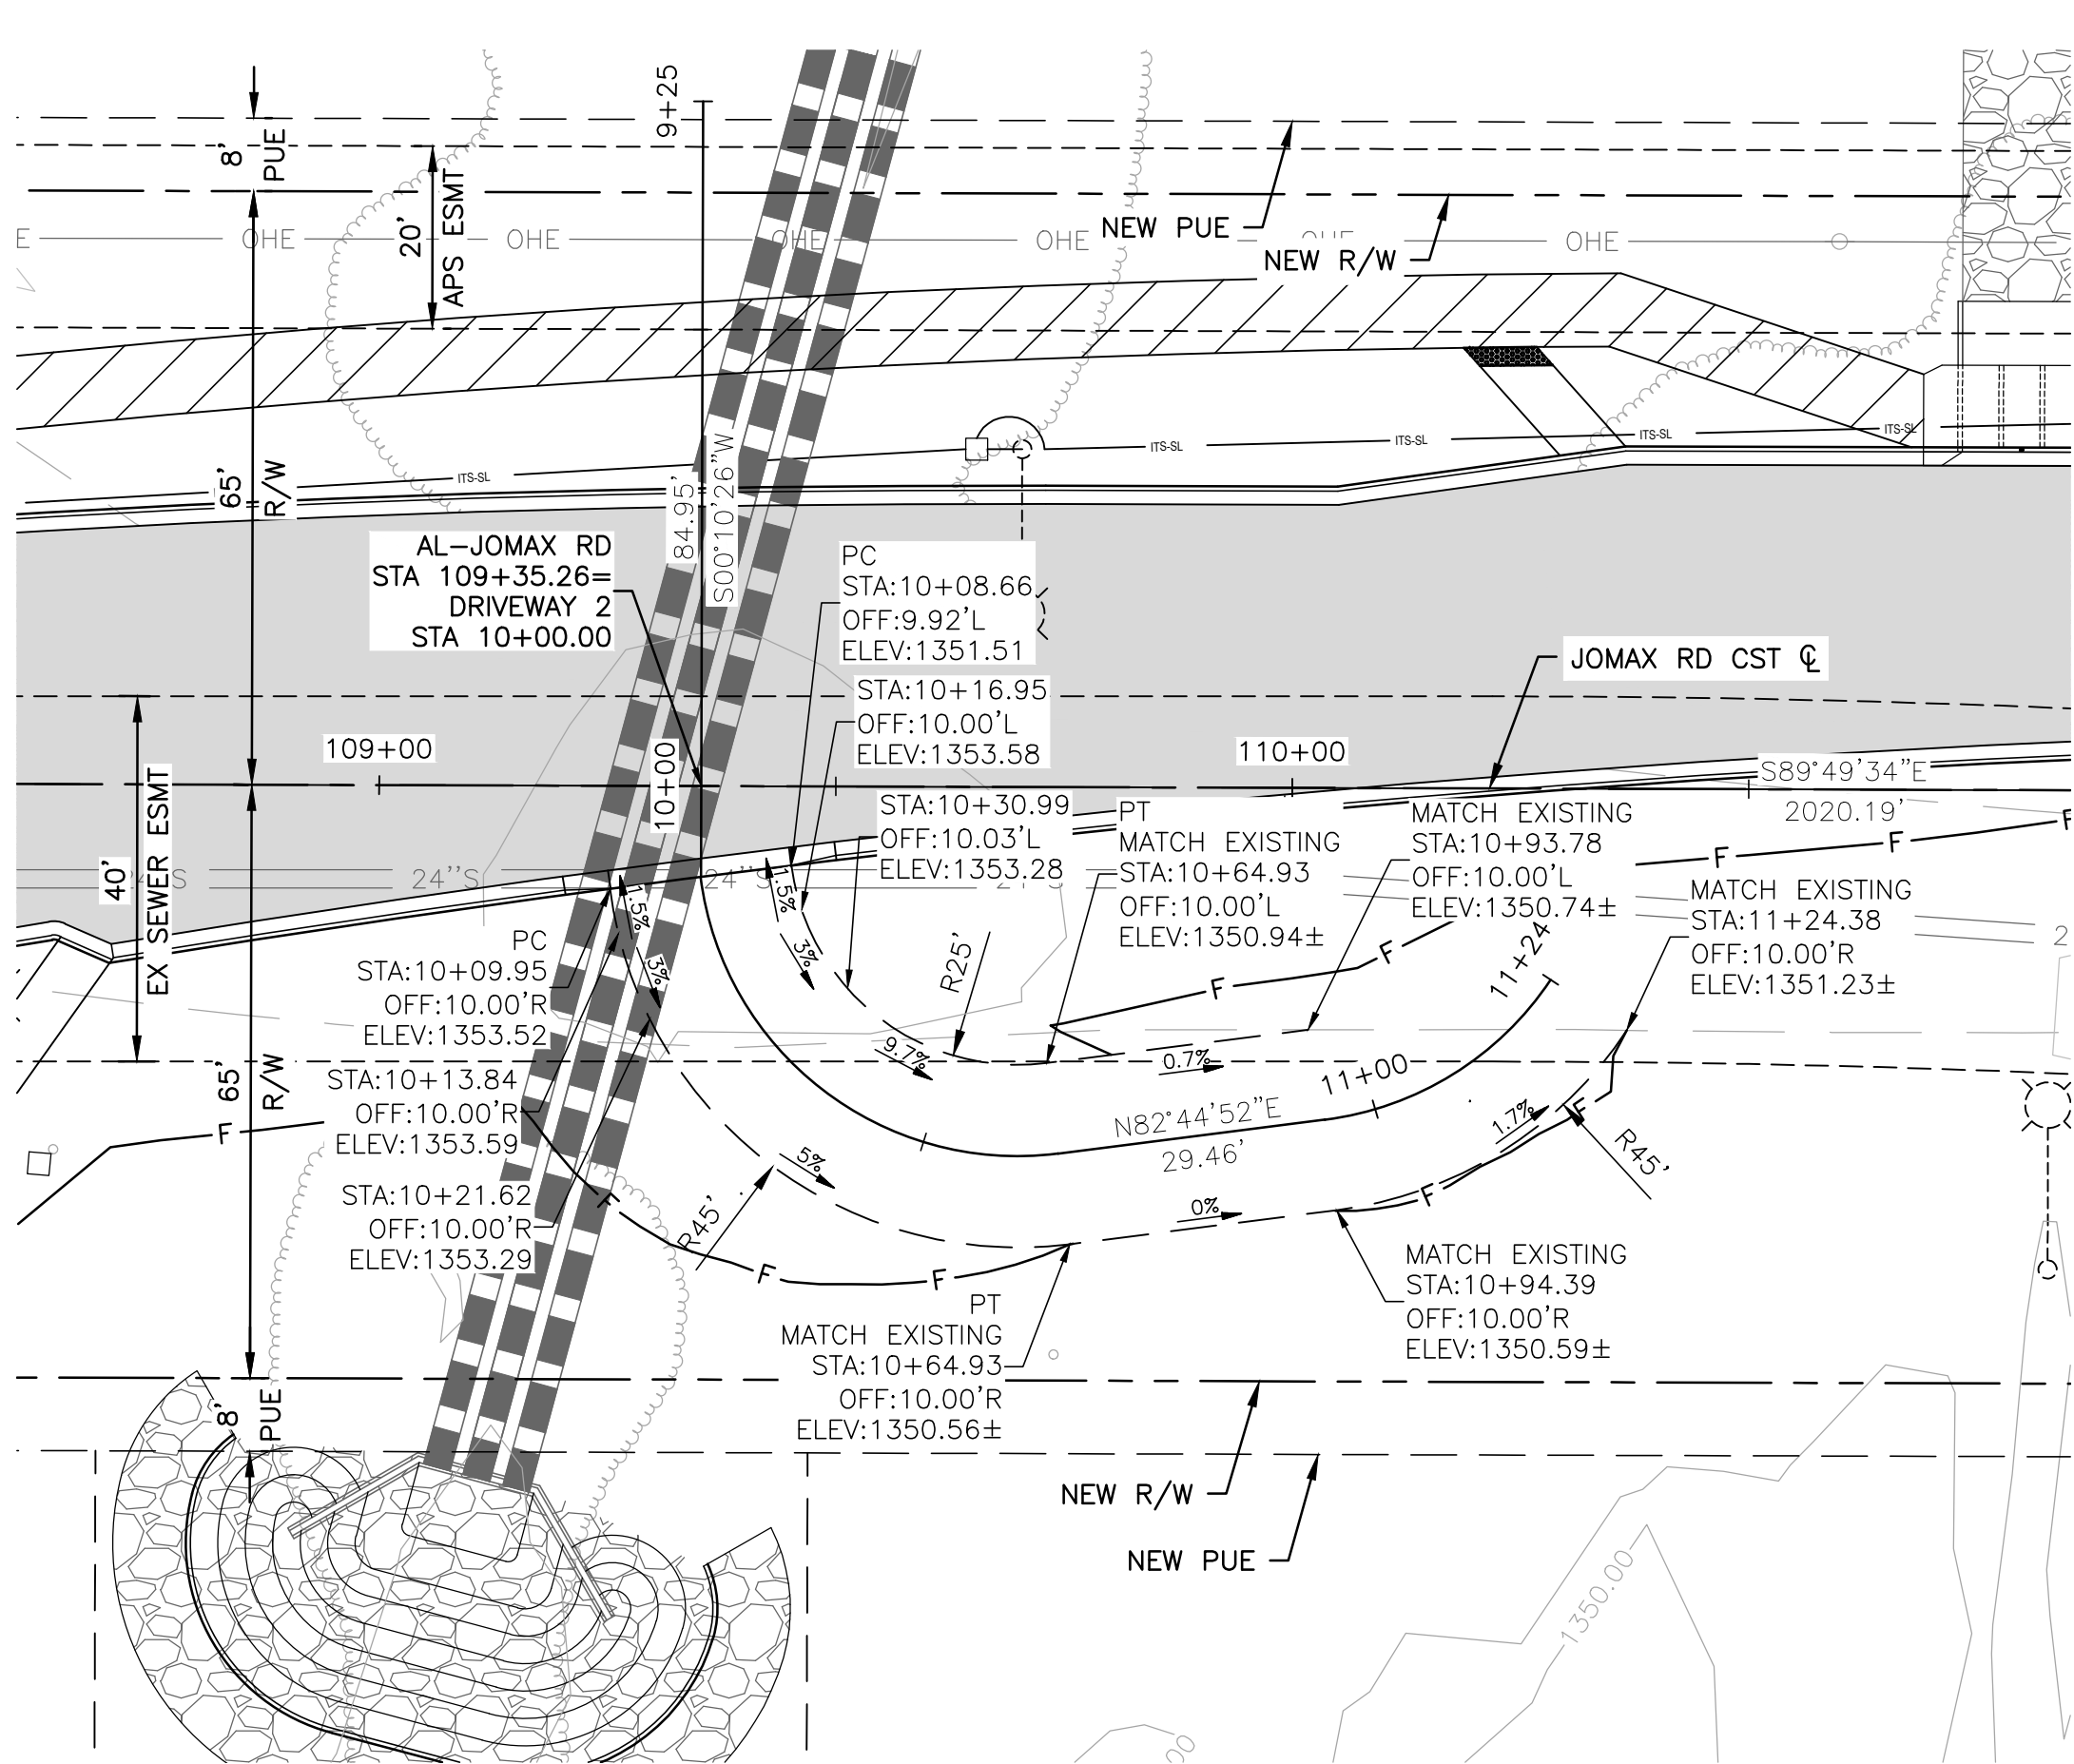 9+25
8'
PUE
20'
APS ESMT
NEW PUE
NEW R/W
E
OHE
OHE
OHE
OHE
OHE
OHE
65'
R/W
ITS-SL
ITS-SL
ITS-SL
ITS-SL
ITS-SL
84.95'
S00°10'26"W
AL-JOMAX RD
STA 109+35.26=
DRIVEWAY 2
STA 10+00.00
PC
STA:10+08.66
OFF:9.92'L
ELEV:1351.51
STA:10+16.95
OFF:10.00'L
ELEV:1353.58
JOMAX RD CST ℄
109+00
10+00
110+00
S89°49'34"E
2020.19'
STA:10+30.99
OFF:10.03'L
ELEV:1353.28
PT
MATCH EXISTING
STA:10+64.93
OFF:10.00'L
ELEV:1350.94±
MATCH EXISTING
STA:10+93.78
OFF:10.00'L
ELEV:1350.74±
MATCH EXISTING
STA:11+24.38
OFF:10.00'R
ELEV:1351.23±
40'
EX SEWER ESMT
24"S
24"S
24"S
F
F
F
F
F
2
1.5%
3%
1.5%
3%
R25'
11+24
PC
STA:10+09.95
OFF:10.00'R
ELEV:1353.52
9.7%
0.7%
11+00
65'
R/W
STA:10+13.84
OFF:10.00'R
ELEV:1353.59
N82°44'52"E
29.46'
1.7%
F
R45'
F
5%
STA:10+21.62
OFF:10.00'R
ELEV:1353.29
F
R45'
0%
F
F
F
PT
MATCH EXISTING
STA:10+64.93
OFF:10.00'R
ELEV:1350.56±
MATCH EXISTING
STA:10+94.39
OFF:10.00'R
ELEV:1350.59±
8'
PUE
NEW R/W
NEW PUE
1350.00
00